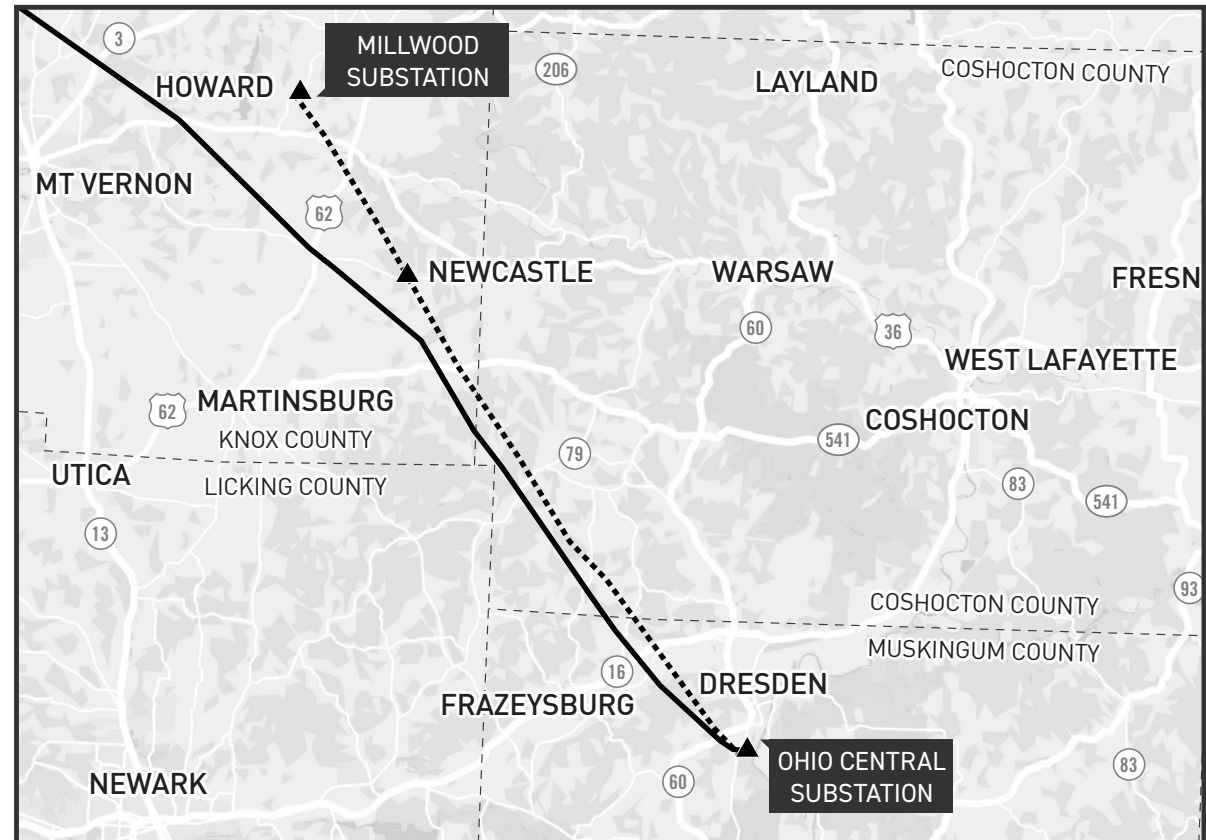 3
MILLWOOD
SUBSTATION
HOWARD
206
LAYLAND
COSHOCTON COUNTY
MT VERNON
62
NEWCASTLE
WARSAW
FRESN
60
36
WEST LAFAYETTE
62
MARTINSBURG
KNOX COUNTY
COSHOCTON
541
79
UTICA
LICKING COUNTY
83
541
13
93
COSHOCTON COUNTY
MUSKINGUM COUNTY
16
DRESDEN
FRAZEYSBURG
OHIO CENTRAL
SUBSTATION
NEWARK
60
83